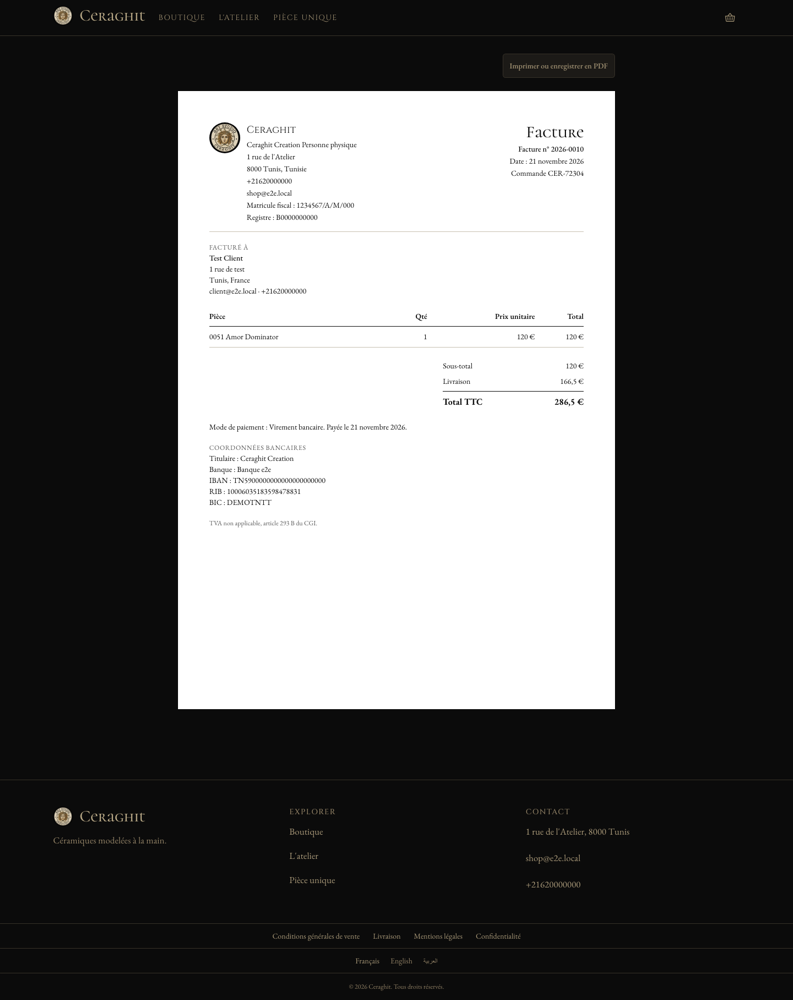 Ceraghit BOUTIQUE L'ATELIER PIÈCE UNIQUE
Imprimer ou enregistrer en PDF
Ceraghit
Ceraghit Creation Personne physique
1 rue de l'Atelier
8000 Tunis, Tunisie
+21620000000
shop@e2e.local
Matricule fiscal : 1234567/A/M/000
Registre : B0000000000
Facture
Facture n° 2026-0010
Date : 21 novembre 2026
Commande CER-72304
FACTURÉ À
Test Client
1 rue de test
Tunis, France
client@e2e.local · +21620000000
Pièce Qté Prix unitaire Total
0051 Amor Dominator 1 120 € 120 €
Sous-total 120 €
Livraison 166,5 €
Total TTC 286,5 €
Mode de paiement : Virement bancaire. Payée le 21 novembre 2026.
COORDONNÉES BANCAIRES
Titulaire : Ceraghit Creation
Banque : Banque e2e
IBAN : TN5900000000000000000000
RIB : 10006035183598478831
BIC : DEMOTNTT
TVA non applicable, article 293 B du CGI.
Ceraghit
Céramiques modelées à la main.
EXPLORER
Boutique
L'atelier
Pièce unique
CONTACT
1 rue de l'Atelier, 8000 Tunis
shop@e2e.local
+21620000000
Conditions générales de vente Livraison Mentions légales Confidentialité
Français English العربية
© 2026 Ceraghit. Tous droits réservés.